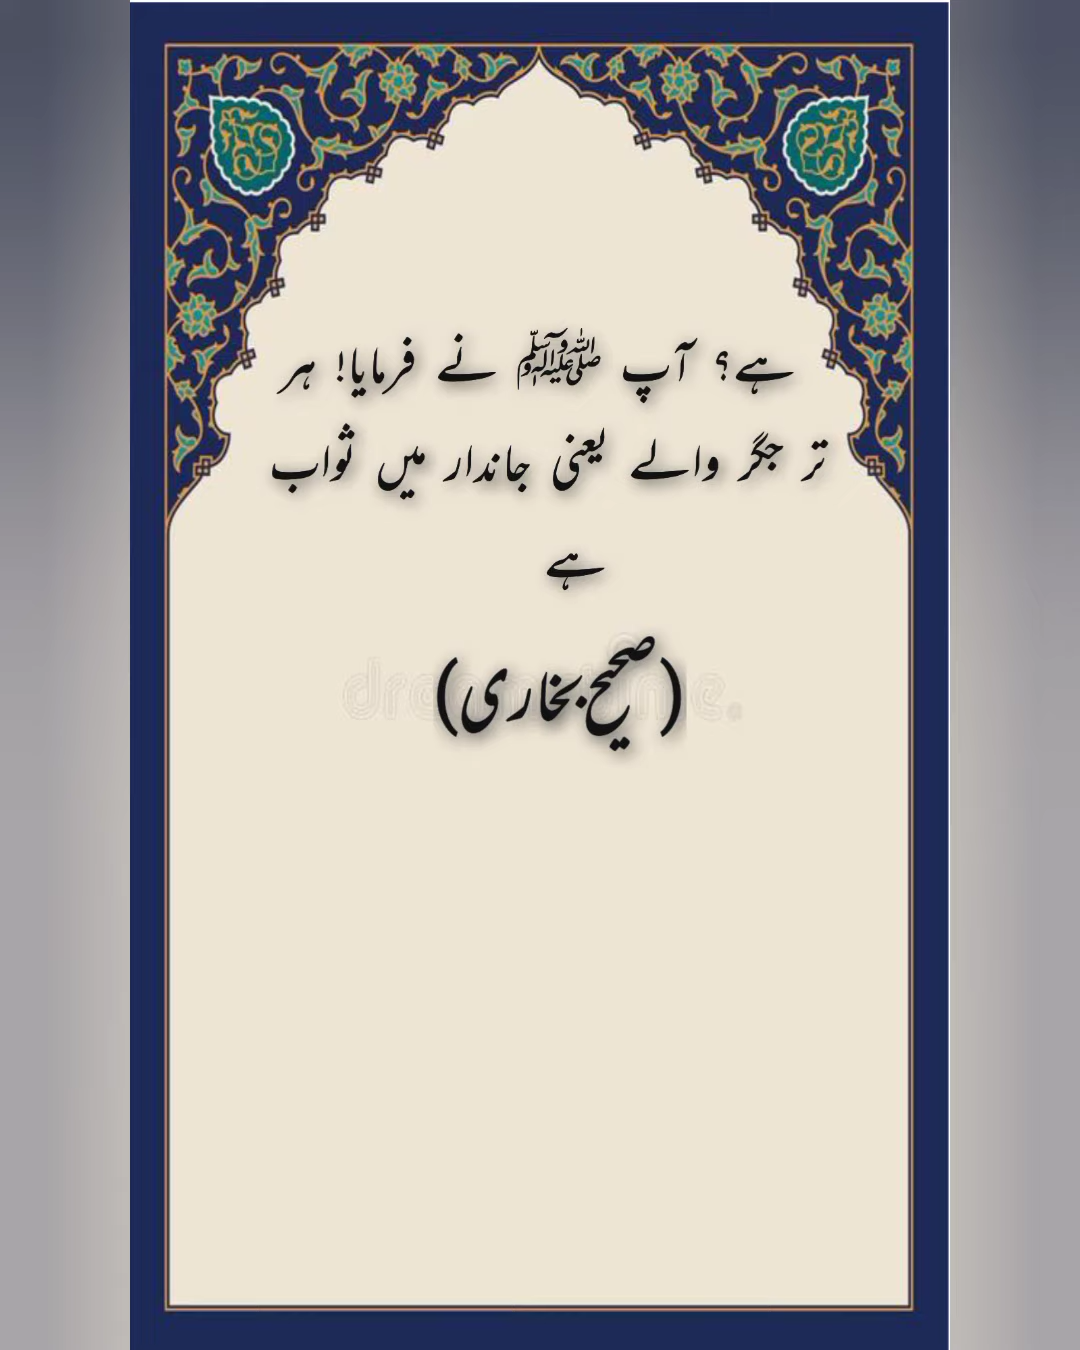 ہے؟ آپ ﷺ نے فرمایا! ہر
تر جگر والے یعنی جاندار میں ثواب
ہے
(صحیح بخاری)
dreamstime.